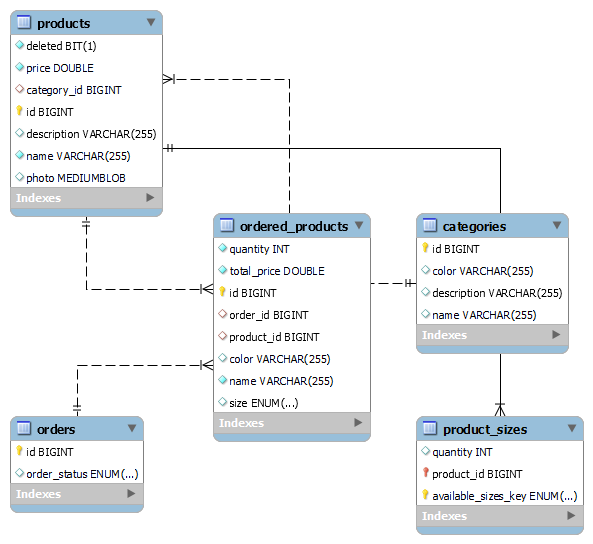 products
deleted BIT(1)
price DOUBLE
category_id BIGINT
id BIGINT
description VARCHAR(255)
name VARCHAR(255)
photo MEDIUMBLOB
Indexes
ordered_products
quantity INT
total_price DOUBLE
id BIGINT
order_id BIGINT
product_id BIGINT
color VARCHAR(255)
name VARCHAR(255)
size ENUM(...)
Indexes
categories
id BIGINT
color VARCHAR(255)
description VARCHAR(255)
name VARCHAR(255)
Indexes
orders
id BIGINT
order_status ENUM(...)
Indexes
product_sizes
quantity INT
product_id BIGINT
available_sizes_key ENUM(...)
Indexes